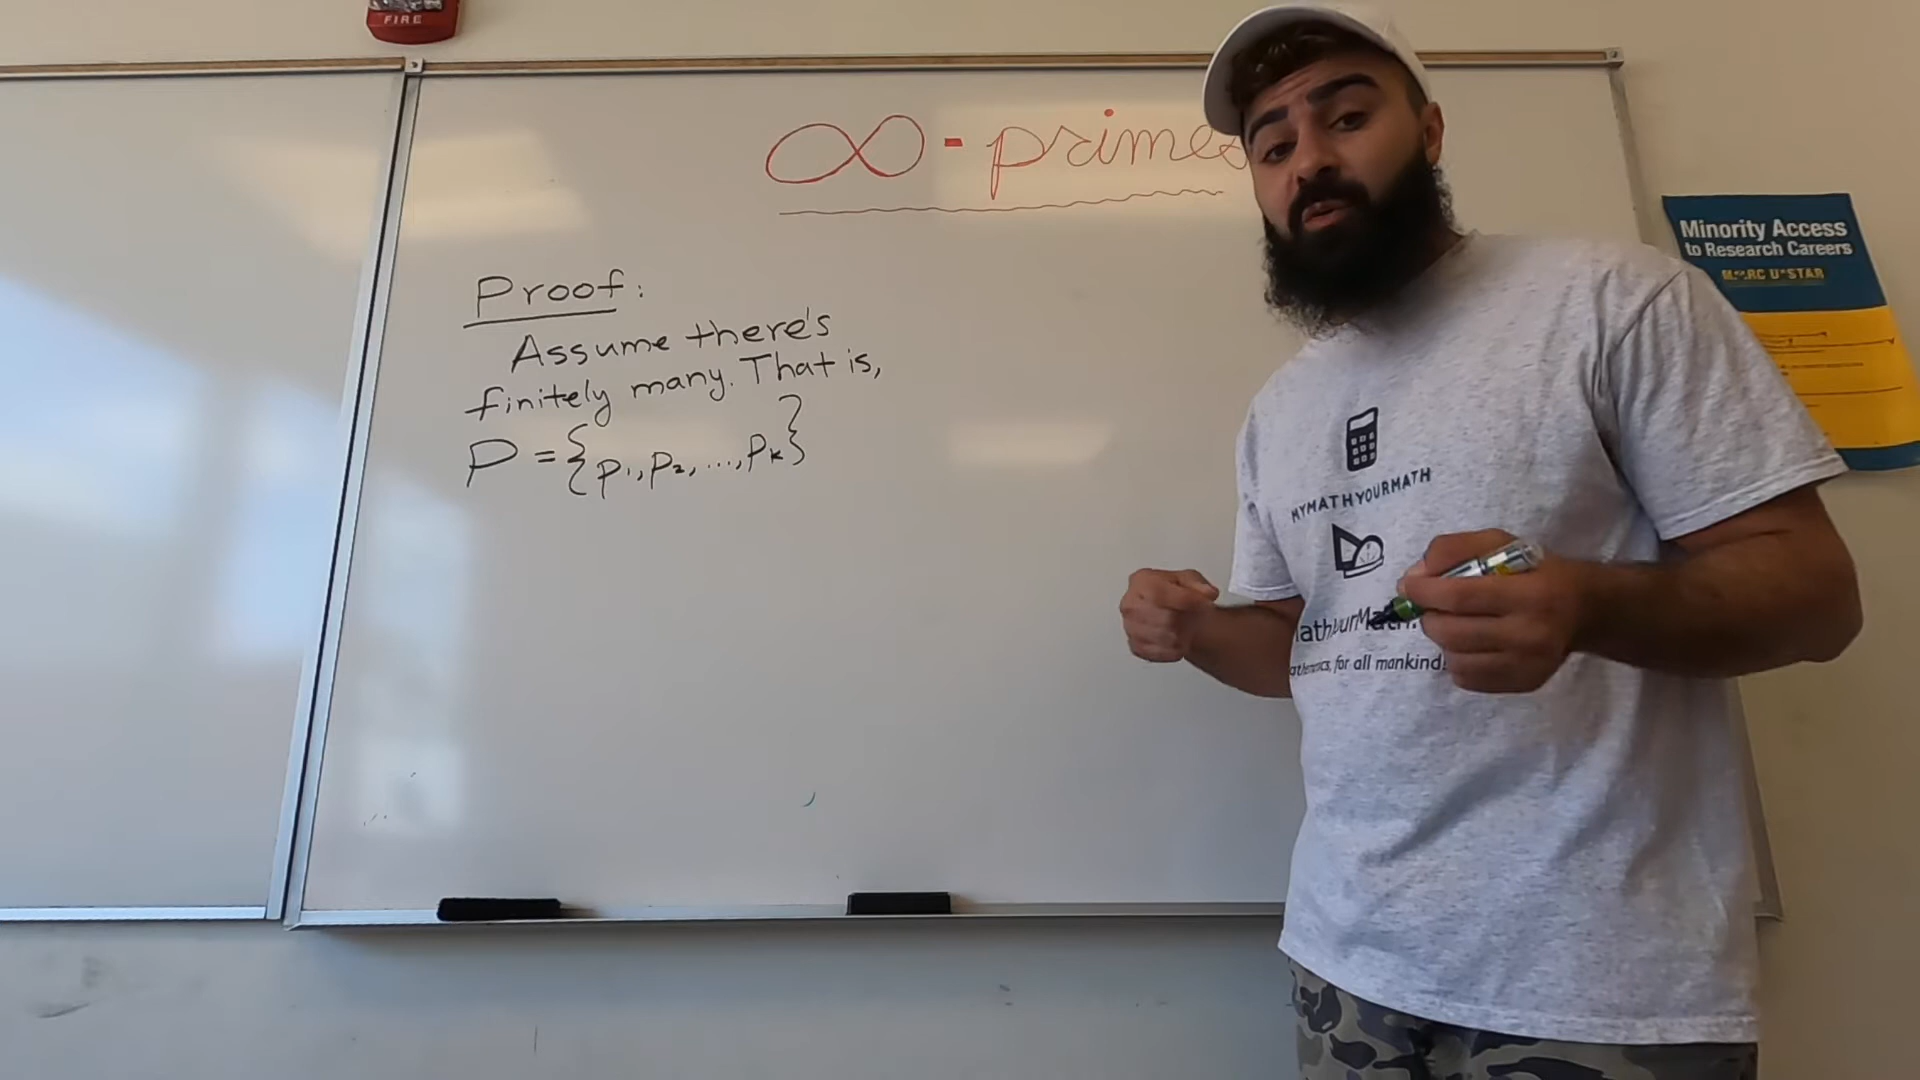 FIRE
∞ - primes
Proof:
Assume there's
finitely many. That is,
P = {p₁, p₂, ..., pₖ}
Minority Access
to Research Careers
MARC U*STAR
MYMATHYOURMATH
for all mankind!